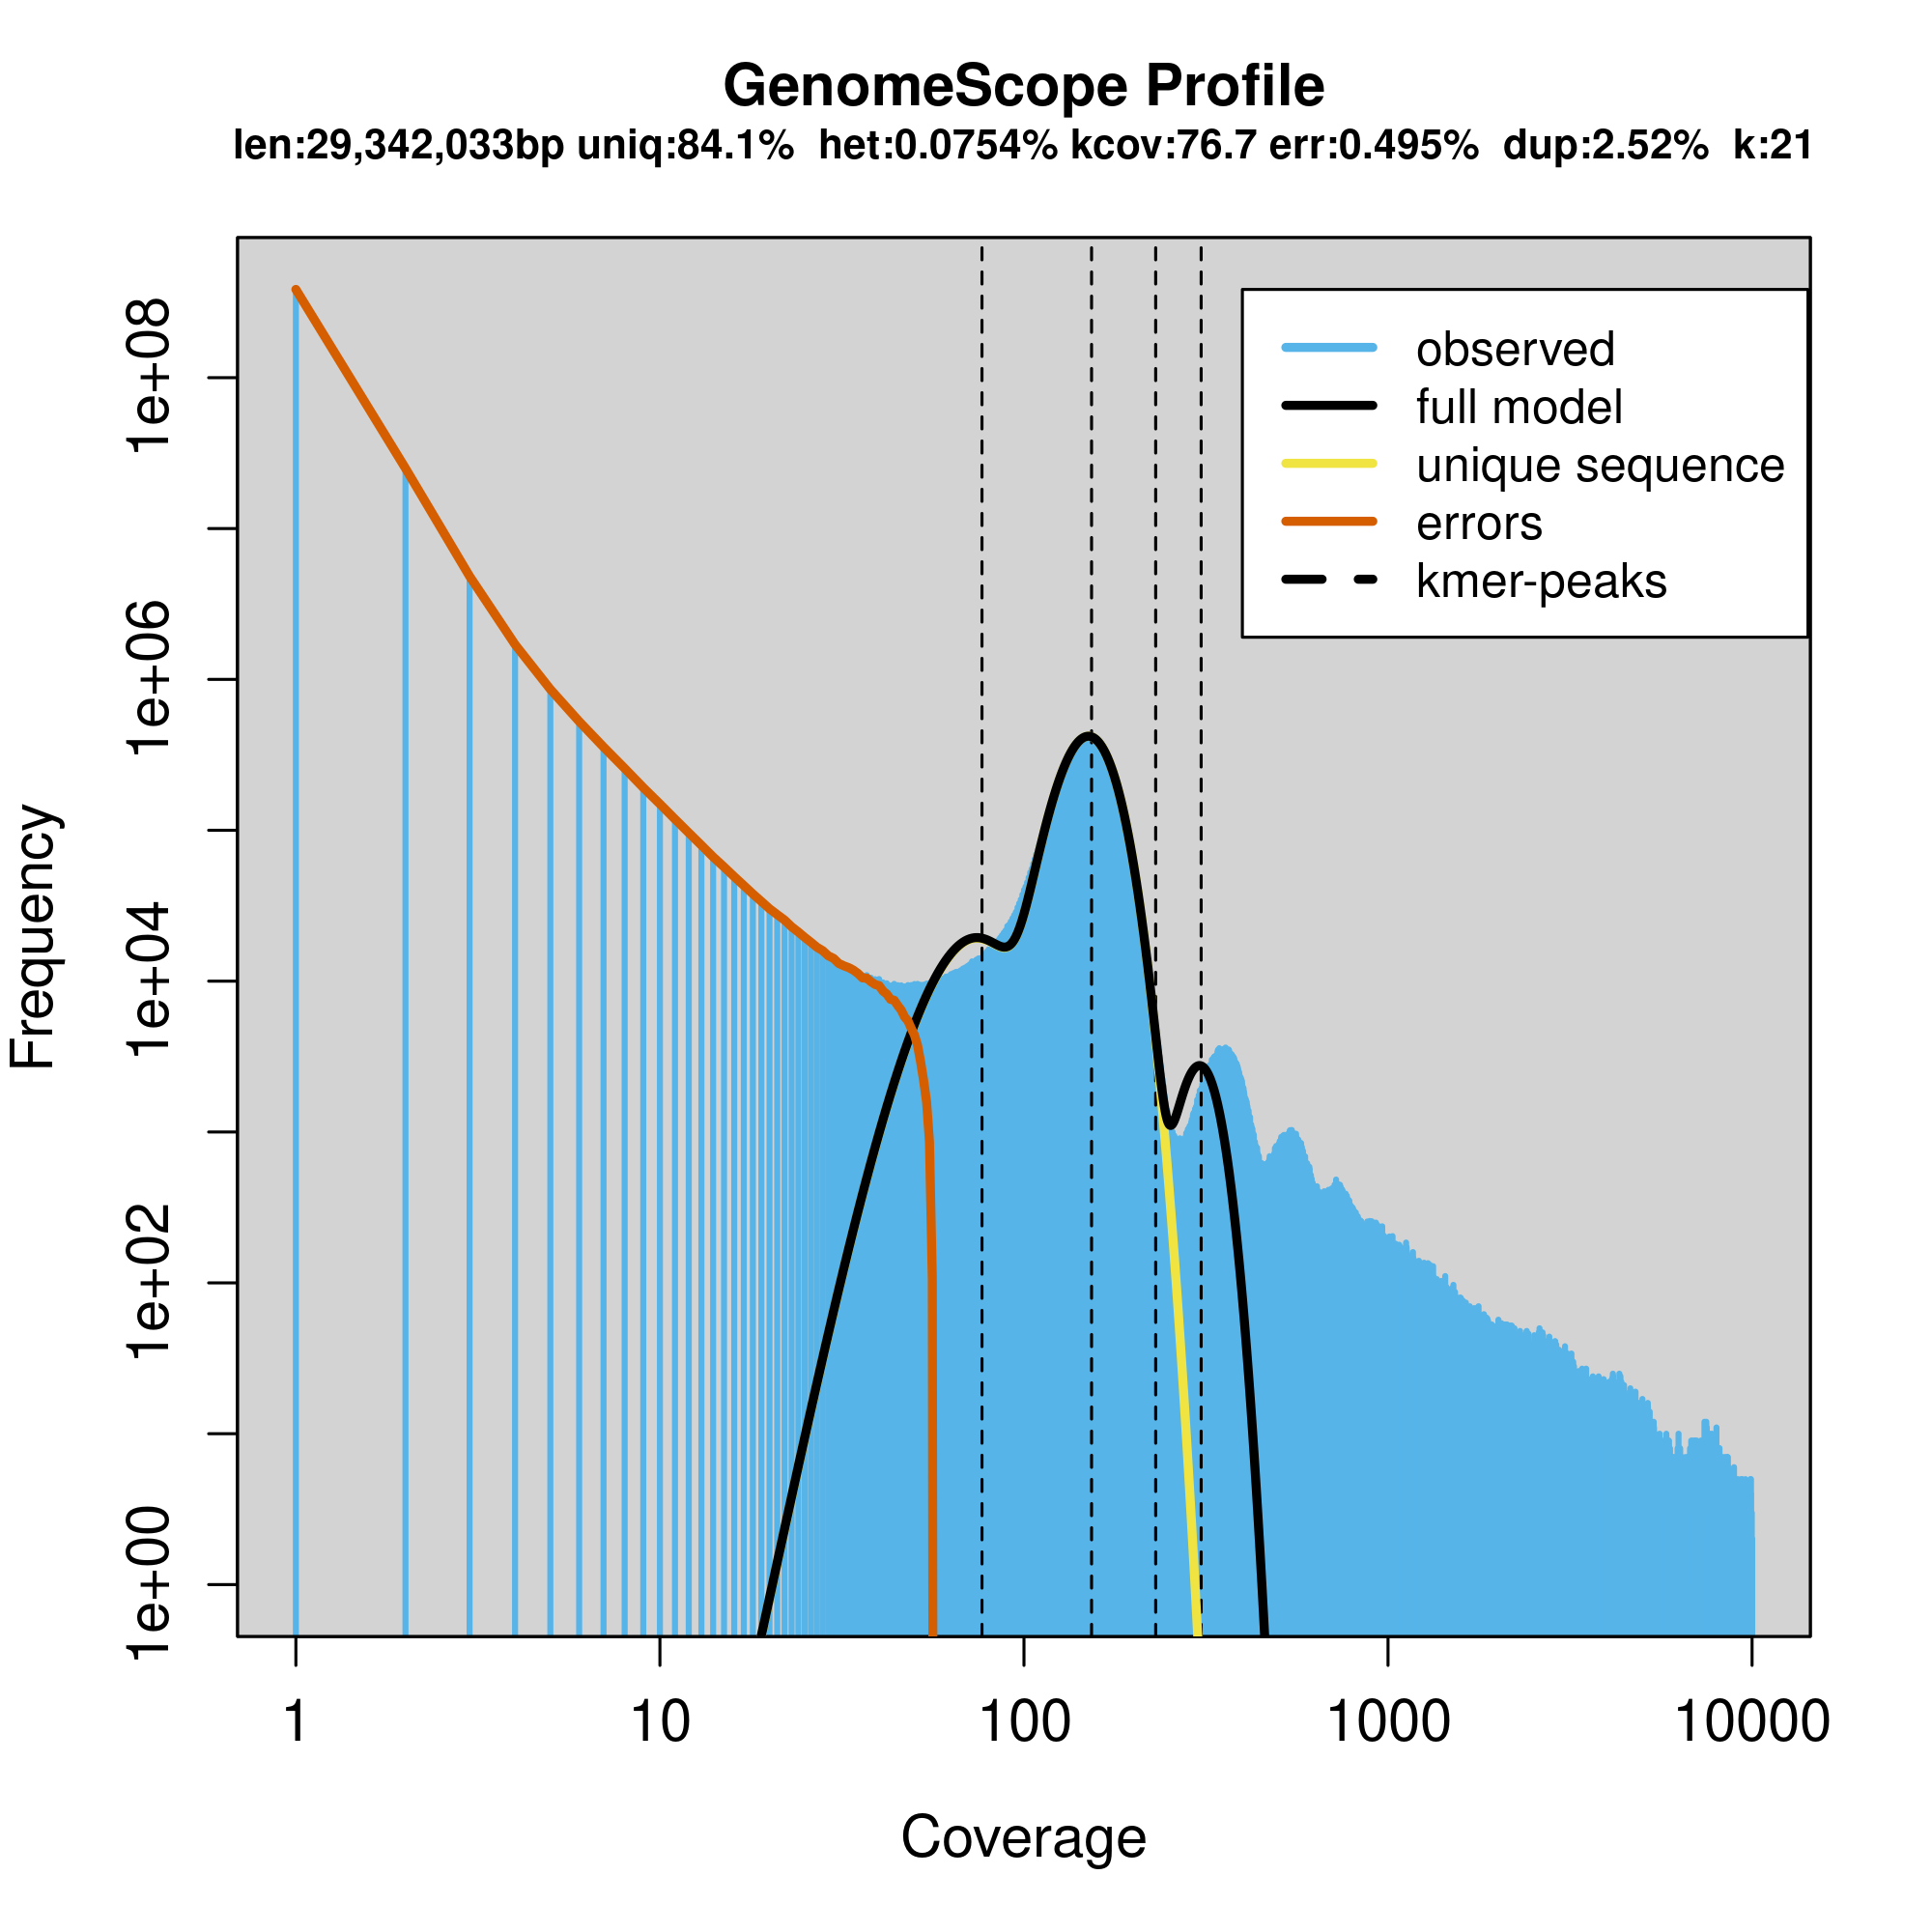 GenomeScope Profile
len:29,342,033bp uniq:84.1% het:0.0754% kcov:76.7 err:0.495% dup:2.52% k:21
observed
full model
unique sequence
errors
kmer-peaks
Frequency
1e+08
1e+06
1e+04
1e+02
1e+00
1 10 100 1000 10000
Coverage